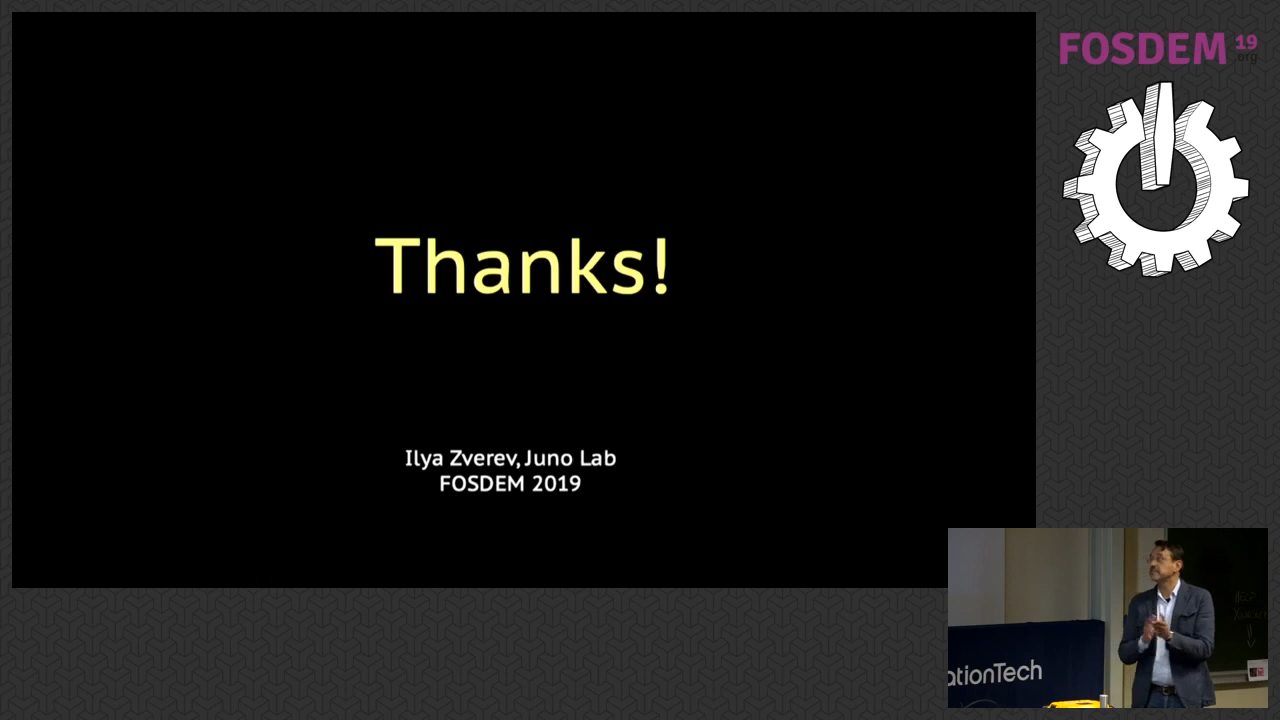 FOSDEM 19
.org
Thanks!
Ilya Zverev, Juno Lab
FOSDEM 2019
ationTech